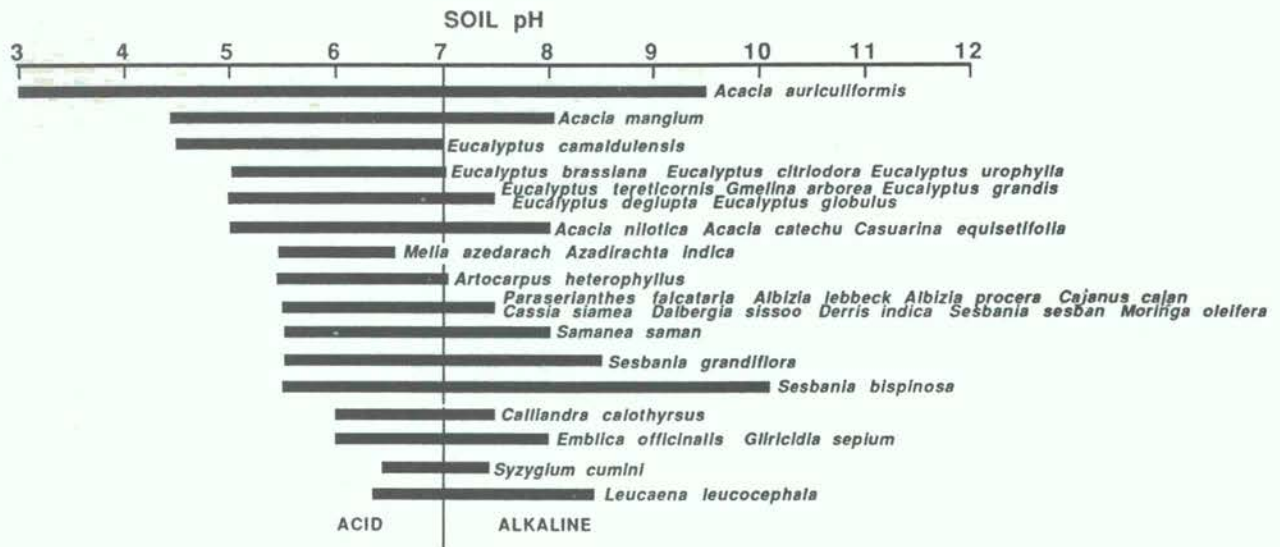 SOIL pH
3 4 5 6 7 8 9 10 11 12
Acacia auriculiformis
Acacia mangium
Eucalyptus camaldulensis
Eucalyptus brassiana Eucalyptus citriodora Eucalyptus urophylla
Eucalyptus tereticornis Gmelina arborea Eucalyptus grandis
Eucalyptus deglupta Eucalyptus globulus
Acacia nilotica Acacia catechu Casuarina equisetifolia
Melia azedarach Azadirachta indica
Artocarpus heterophyllus
Paraserianthes falcataria Albizia lebbeck Albizia procera Cajanus cajan
Cassia siamea Dalbergia sissoo Derris indica Sesbania sesban Moringa oleifera
Samanea saman
Sesbania grandiflora
Sesbania bispinosa
Calliandra calothyrsus
Emblica officinalis Gliricidia sepium
Syzygium cumini
Leucaena leucocephala
ACID ALKALINE